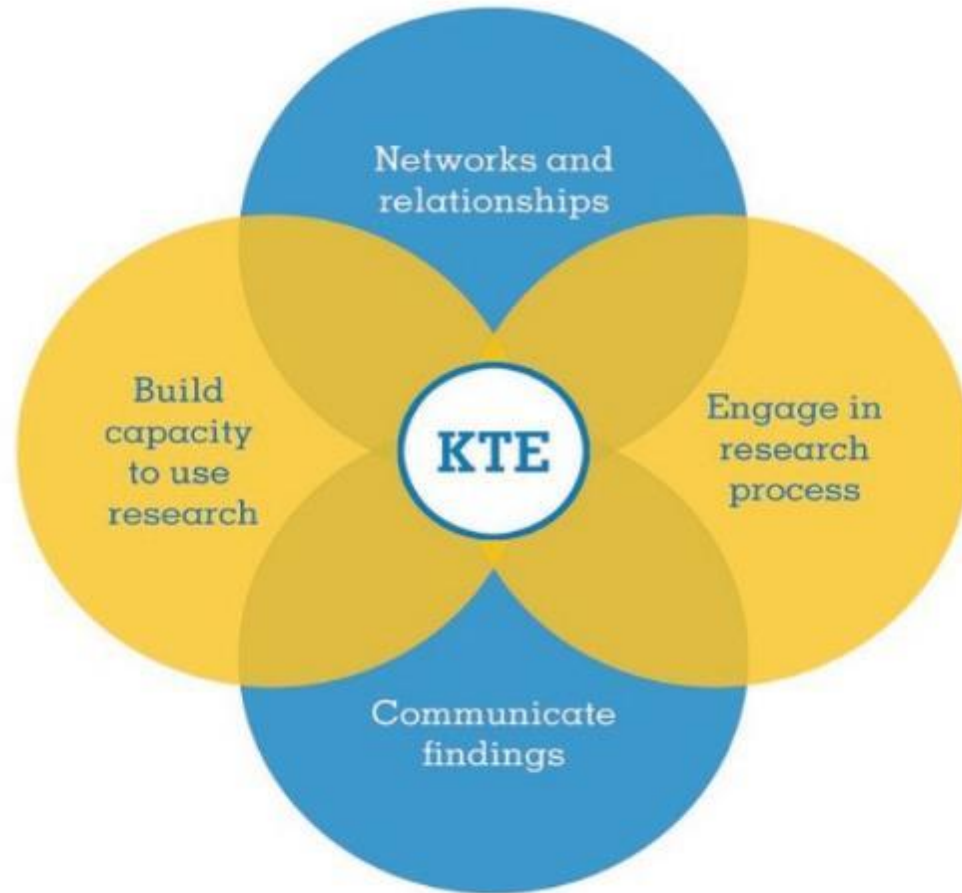 Networks and
relationships
Build
capacity
to use
research
KTE
Engage in
research
process
Communicate
findings